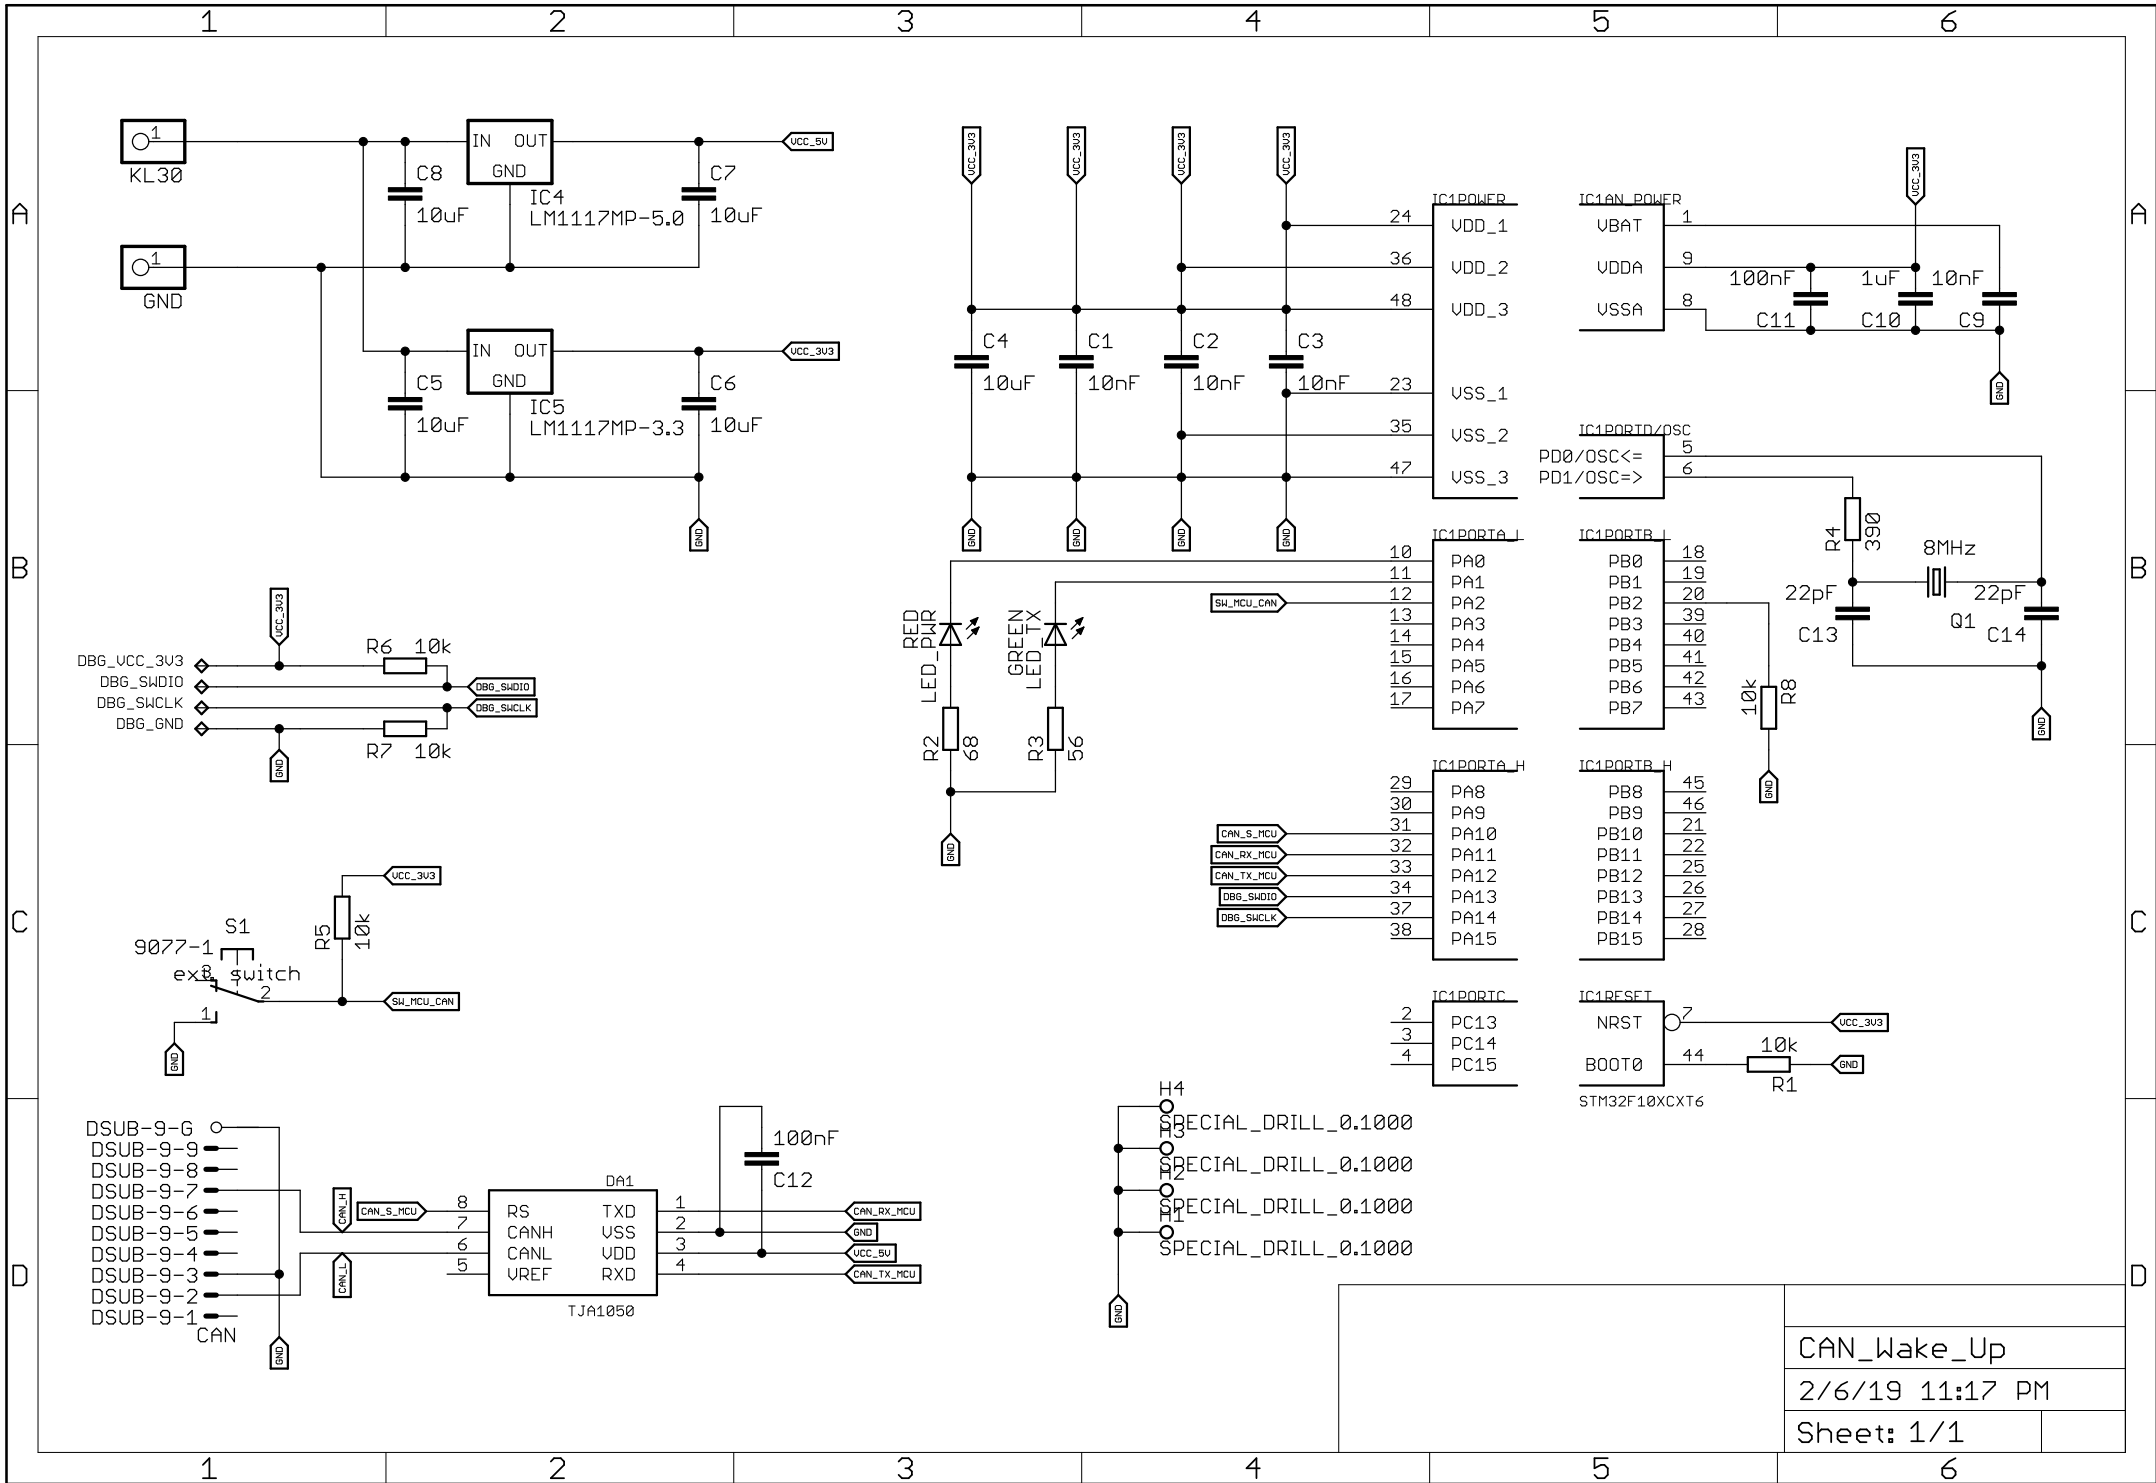 1 2 3 4 5 6
A A
B B
C C
D D
1 2 3 4 5 6
1
KL30
1
GND
IN OUT
GND
IC4
LM1117MP-5.0
C8
10uF
C7
10uF
VCC_5V
IN OUT
GND
IC5
LM1117MP-3.3
C5
10uF
C6
10uF
VCC_3V3
GND
VCC_3V3
VCC_3V3
VCC_3V3
VCC_3V3
C4
10uF
C1
10nF
C2
10nF
C3
10nF
GND
GND
GND
GND
IC1POWER
24 VDD_1
36 VDD_2
48 VDD_3
23 VSS_1
35 VSS_2
47 VSS_3
IC1AN_POWER
VBAT 1
VDDA 9
VSSA 8
VCC_3V3
100nF
C11
1uF
C10
10nF
C9
GND
IC1PORTD/OSC
PD0/OSC<= 5
PD1/OSC=> 6
R4
390
8MHz
Q1
22pF
C13
22pF
C14
GND
IC1PORTA_L
10 PA0
11 PA1
12 PA2
13 PA3
14 PA4
15 PA5
16 PA6
17 PA7
SW_MCU_CAN
RED
LED_PWR
GREEN
LED_TX
R2
68
R3
56
GND
IC1PORTB_L
PB0 18
PB1 19
PB2 20
PB3 39
PB4 40
PB5 41
PB6 42
PB7 43
10k
R8
GND
VCC_3V3
DBG_VCC_3V3
DBG_SWDIO
DBG_SWCLK
DBG_GND
R6 10k
R7 10k
DBG_SWDIO
DBG_SWCLK
GND
IC1PORTA_H
29 PA8
30 PA9
31 PA10
32 PA11
33 PA12
34 PA13
37 PA14
38 PA15
CAN_S_MCU
CAN_RX_MCU
CAN_TX_MCU
DBG_SWDIO
DBG_SWCLK
IC1PORTB_H
PB8 45
PB9 46
PB10 21
PB11 22
PB12 25
PB13 26
PB14 27
PB15 28
VCC_3V3
R5
10k
S1
9077-1
ext. switch
3
2
1
SW_MCU_CAN
GND
IC1PORTC
2 PC13
3 PC14
4 PC15
IC1RESET
NRST 7
BOOT0 44
STM32F10XCXT6
VCC_3V3
10k
R1
GND
DSUB-9-G
DSUB-9-9
DSUB-9-8
DSUB-9-7
DSUB-9-6
DSUB-9-5
DSUB-9-4
DSUB-9-3
DSUB-9-2
DSUB-9-1
CAN
GND
CAN_H
CAN_L
CAN_S_MCU
DA1
8 RS TXD 1
7 CANH VSS 2
6 CANL VDD 3
5 VREF RXD 4
TJA1050
100nF
C12
CAN_RX_MCU
GND
VCC_5V
CAN_TX_MCU
H4
SPECIAL_DRILL_0.1000
H3
SPECIAL_DRILL_0.1000
H2
SPECIAL_DRILL_0.1000
H1
SPECIAL_DRILL_0.1000
GND
CAN_Wake_Up
2/6/19 11:17 PM
Sheet: 1/1